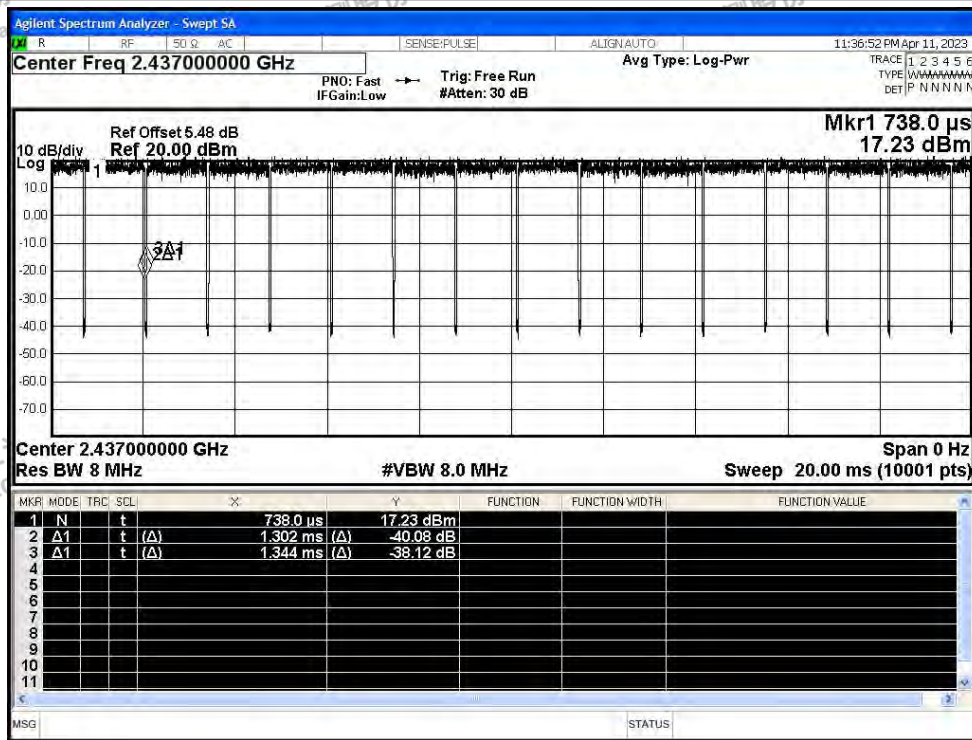 Agilent Spectrum Analyzer - Swept SA
R RF 50 Ω AC SENSE:PULSE ALIGNAUTO 11:36:52 PM Apr 11, 2023
Center Freq 2.437000000 GHz Avg Type: Log-Pwr TRACE 1 2 3 4 5 6
PNO: Fast Trig: Free Run TYPE
IFGain:Low #Atten: 30 dB DET P N N N N N
Mkr1 738.0 µs
Ref Offset 5.48 dB
10 dB/div Ref 20.00 dBm 17.23 dBm
Log
1
10.0
0.00
-10.0
-20.0
-30.0
-40.0
-50.0
-60.0
-70.0
Center 2.437000000 GHz Span 0 Hz
Res BW 8 MHz #VBW 8.0 MHz Sweep 20.00 ms (10001 pts)
MKR MODE TRC SCL X Y FUNCTION FUNCTION WIDTH FUNCTION VALUE
1 N t 738.0 µs 17.23 dBm
2 Δ1 t (Δ) 1.302 ms (Δ) -40.08 dB
3 Δ1 t (Δ) 1.344 ms (Δ) -38.12 dB
4
5
6
7
8
9
10
11
MSG STATUS